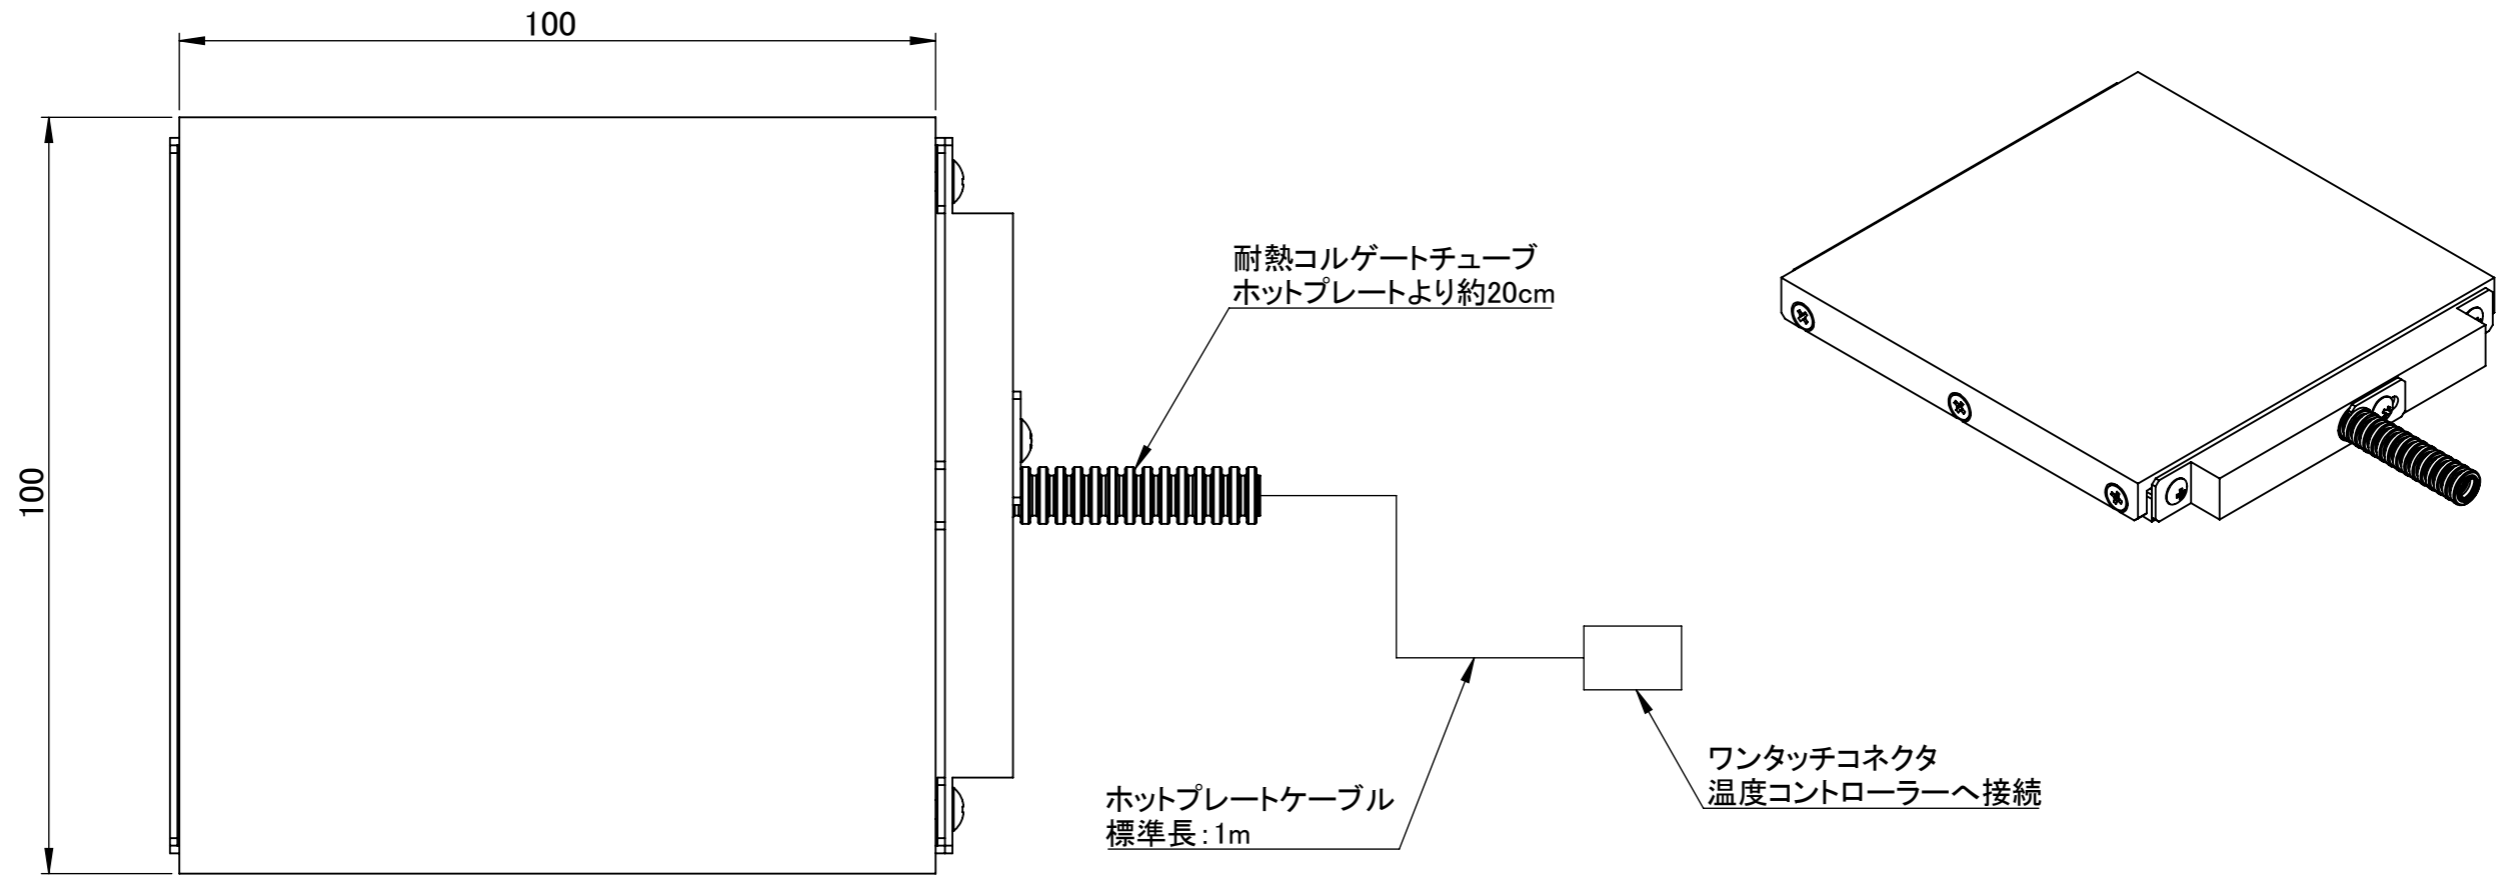 100
100
耐熱コルゲートチューブ
ホットプレートより約20cm
ホットプレートケーブル
標準長:1m
ワンタッチコネクタ
温度コントローラーへ接続